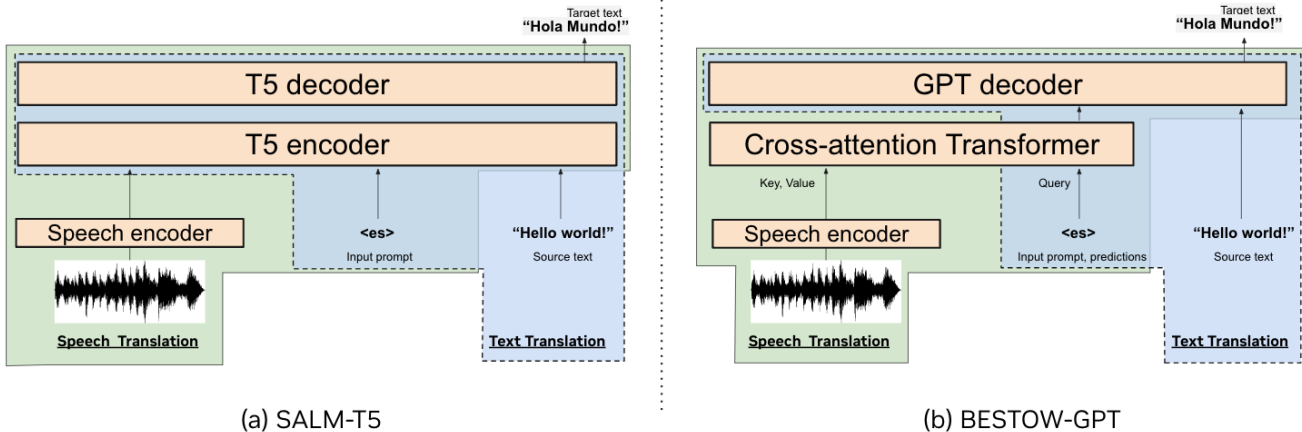 Target text
“Hola Mundo!”
T5 decoder
T5 encoder
Speech encoder
<es>
Input prompt
“Hello world!”
Source text
Speech Translation
Text Translation
(a) SALM-T5
Target text
“Hola Mundo!”
GPT decoder
Cross-attention Transformer
Key, Value
Query
Speech encoder
<es>
Input prompt, predictions
“Hello world!”
Source text
Speech Translation
Text Translation
(b) BESTOW-GPT